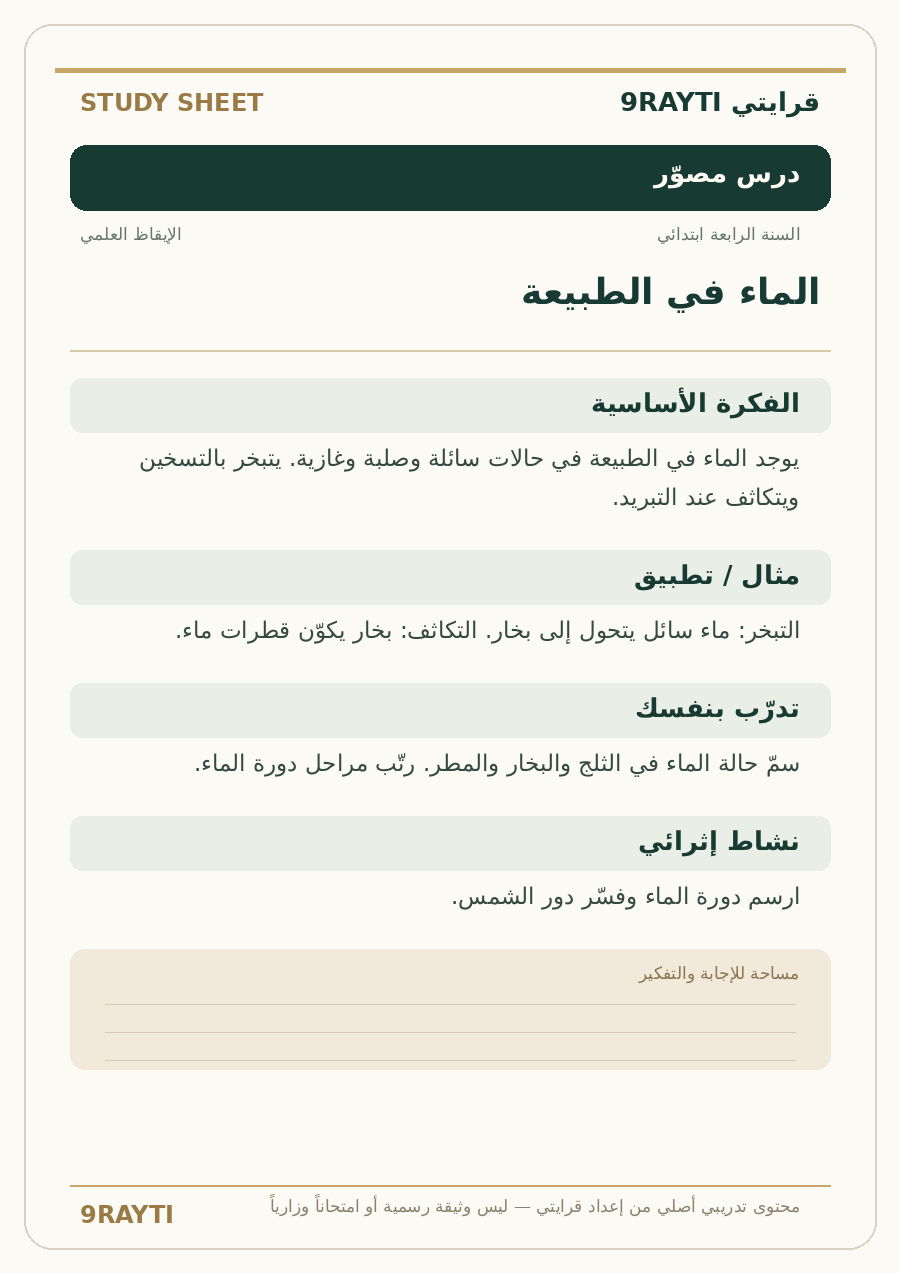 قرايتي 9RAYTI
STUDY SHEET
درس مصوّر
السنة الرابعة ابتدائي
الإيقاظ العلمي
الماء في الطبيعة
الفكرة الأساسية
يوجد الماء في الطبيعة في حالات سائلة وصلبة وغازية. يتبخر بالتسخين
ويتكاثف عند التبريد.
مثال / تطبيق
التبخر: ماء سائل يتحول إلى بخار. التكاثف: بخار يكوّن قطرات ماء.
تدرّب بنفسك
سمّ حالة الماء في الثلج والبخار والمطر. رتّب مراحل دورة الماء.
نشاط إثرائي
ارسم دورة الماء وفسّر دور الشمس.
مساحة للإجابة والتفكير
محتوى تدريبي أصلي من إعداد قرايتي — ليس وثيقة رسمية أو امتحاناً وزارياً
9RAYTI